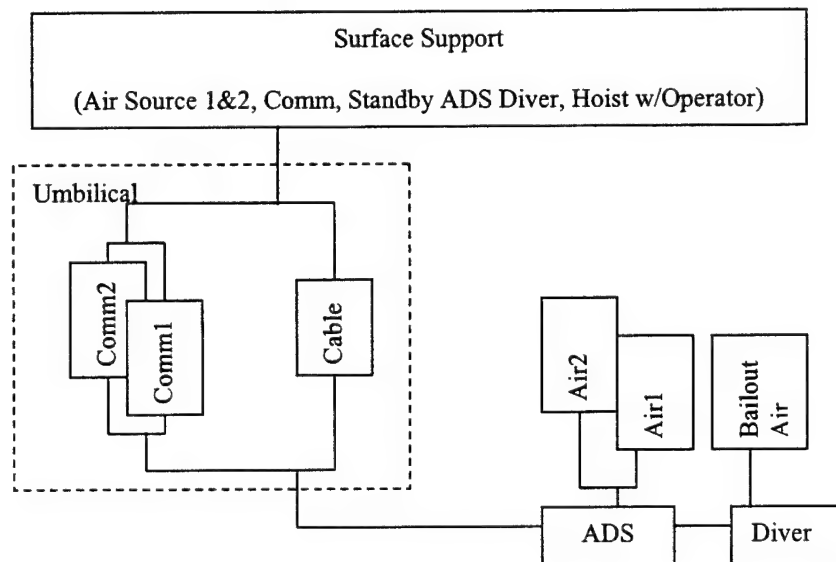 Surface Support
(Air Source 1&2, Comm, Standby ADS Diver, Hoist w/Operator)
Umbilical
Comm2
Comm1
Cable
Air2
Air1
Bailout
Air
ADS
Diver